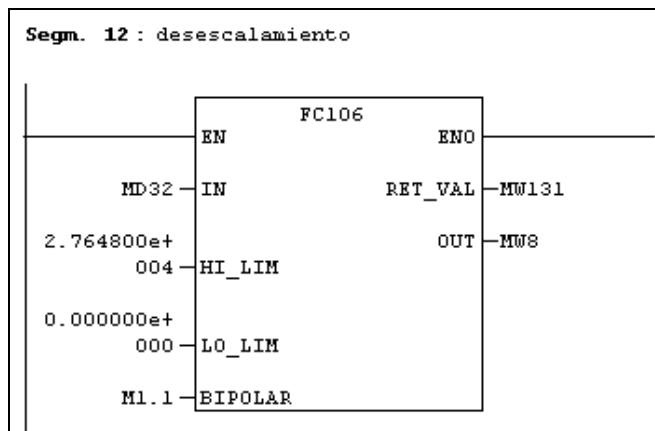 Segm. 12 : desescalamiento
FC106
EN ENO
MD32 IN RET_VAL MW131
2.764800e+ OUT MW8
004 HI_LIM
0.000000e+
000 LO_LIM
M1.1 BIPOLAR